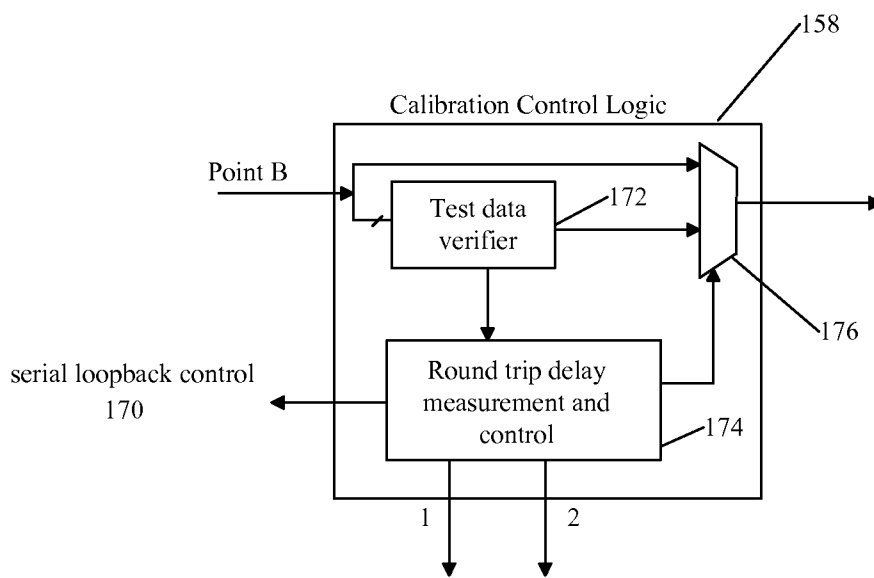 158
Calibration Control Logic
Point B
Test data
verifier
172
176
serial loopback control
170
Round trip delay
measurement and
control
174
1
2